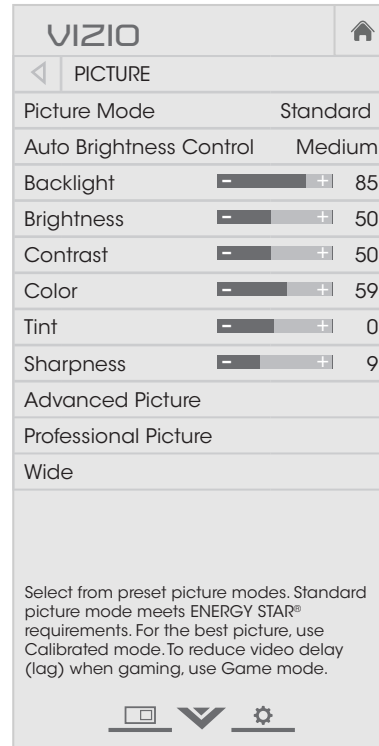 VIZIO
PICTURE
Picture Mode Standard
Auto Brightness Control Medium
Backlight - + 85
Brightness - + 50
Contrast - + 50
Color - + 59
Tint - + 0
Sharpness - + 9
Advanced Picture
Professional Picture
Wide
Select from preset picture modes. Standard
picture mode meets ENERGY STAR®
requirements. For the best picture, use
Calibrated mode. To reduce video delay
(lag) when gaming, use Game mode.